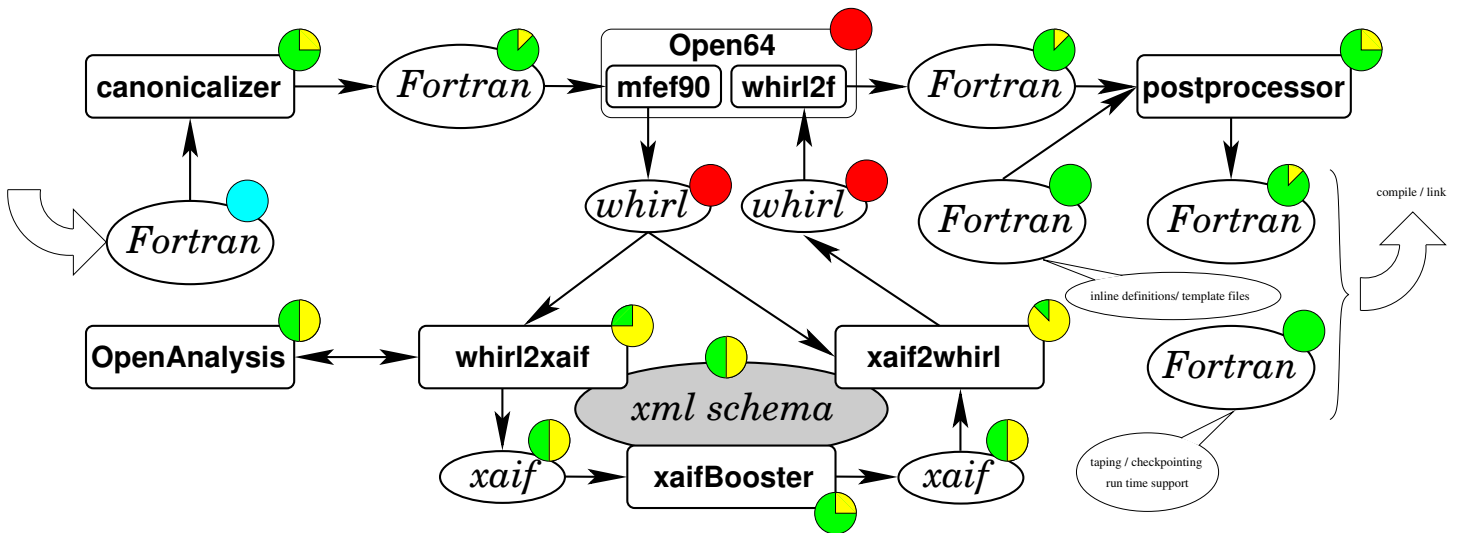 Open64
canonicalizer
Fortran
mfef90
whirl2f
Fortran
postprocessor
whirl
whirl
Fortran
Fortran
Fortran
compile / link
inline definitions/ template files
OpenAnalysis
whirl2xaif
xaif2whirl
Fortran
xml schema
xaif
xaifBooster
xaif
taping / checkpointing
run time support